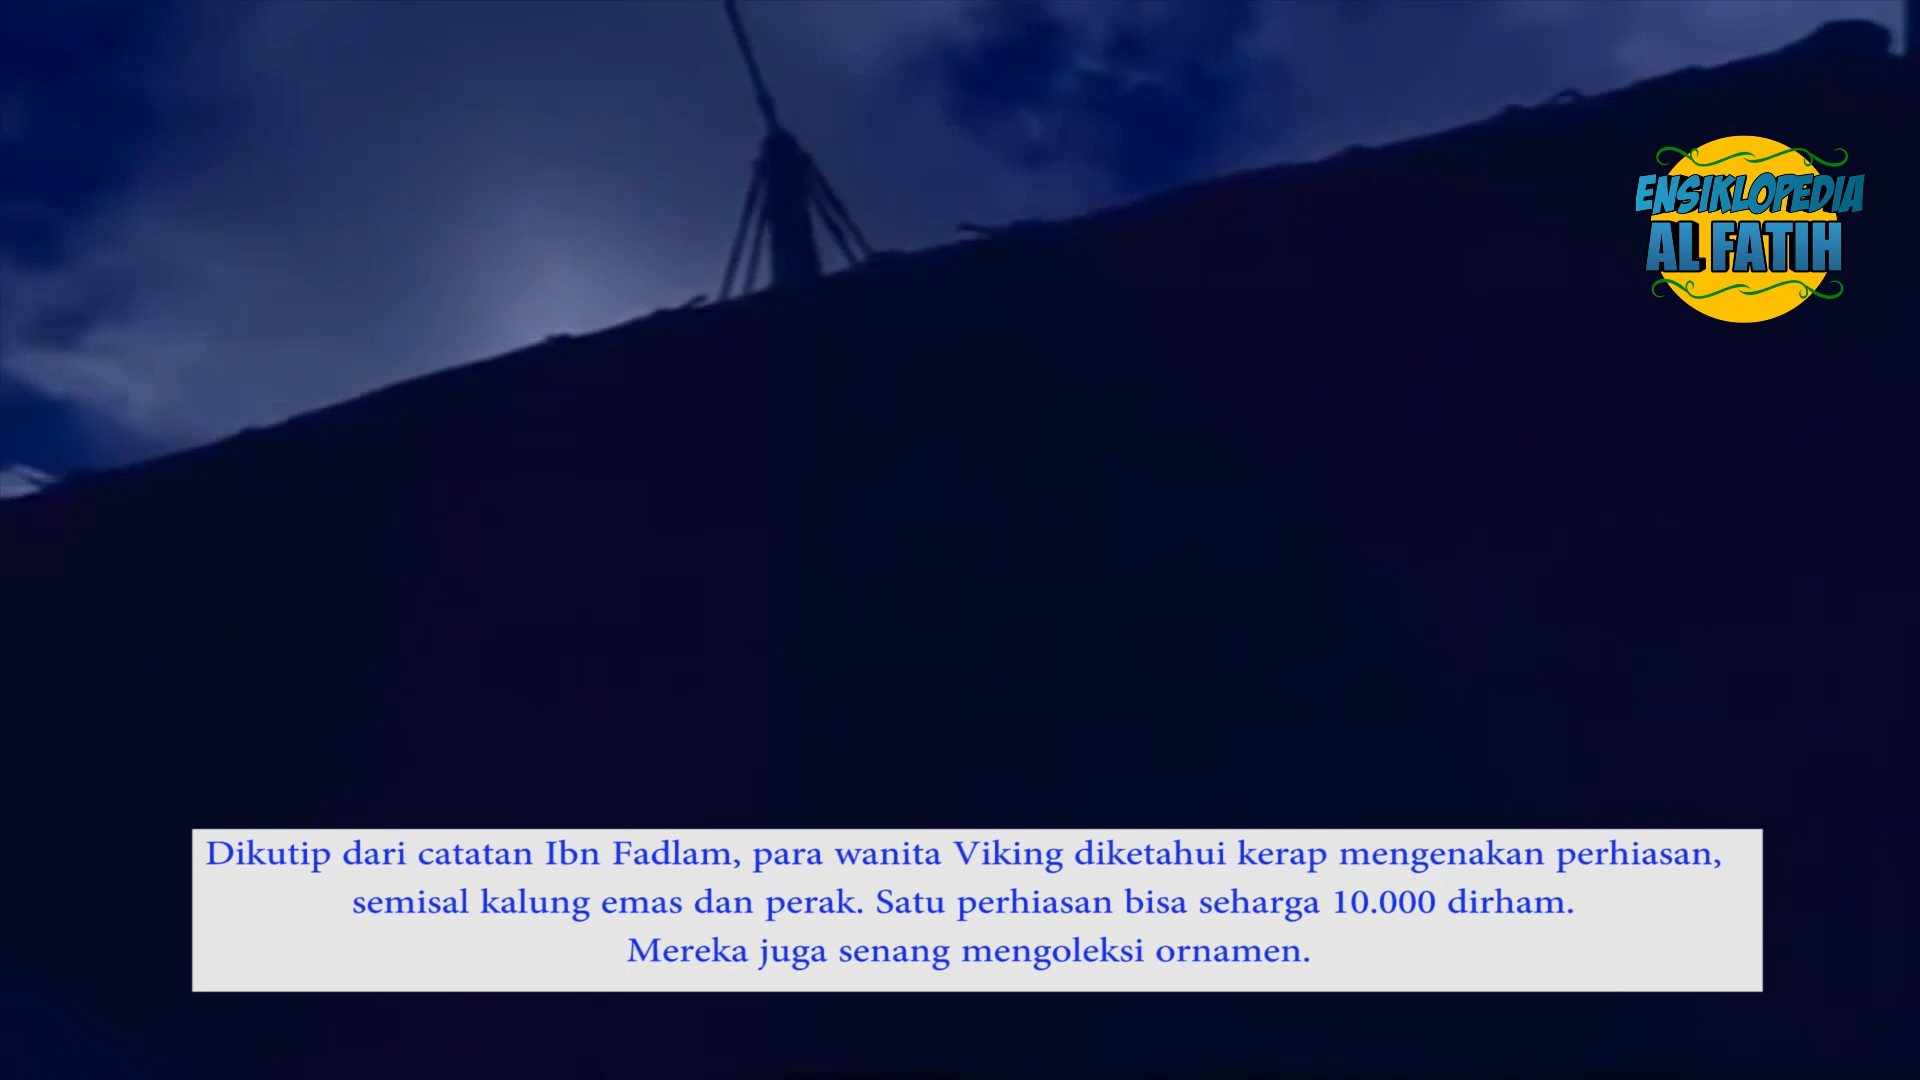 ENSIKLOPEDIA
AL FATIH
Dikutip dari catatan Ibn Fadlam, para wanita Viking diketahui kerap mengenakan perhiasan,
semisal kalung emas dan perak. Satu perhiasan bisa seharga 10.000 dirham.
Mereka juga senang mengoleksi ornamen.